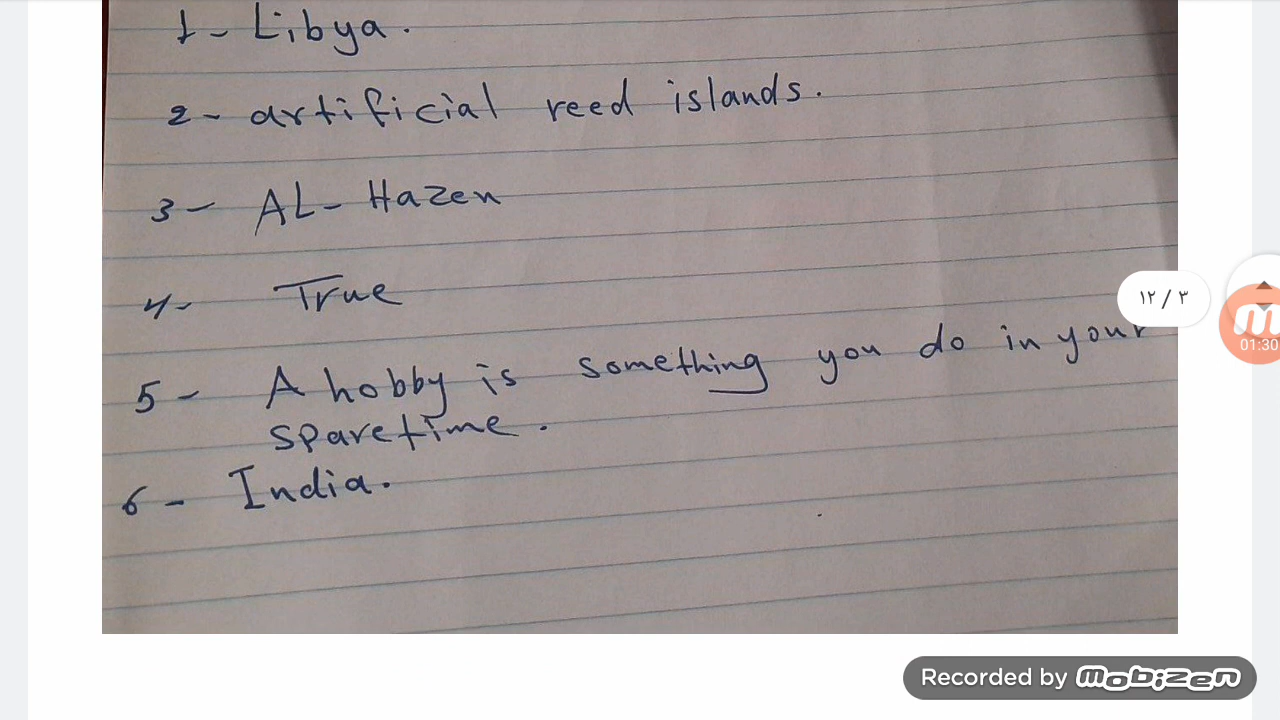 1- Libya.
2- artificial reed islands.
3- AL-Hazen
4- True
١٢ / ٣
01:30
5- A hobby is something you do in your
sparetime.
6- India.
Recorded by mobizen